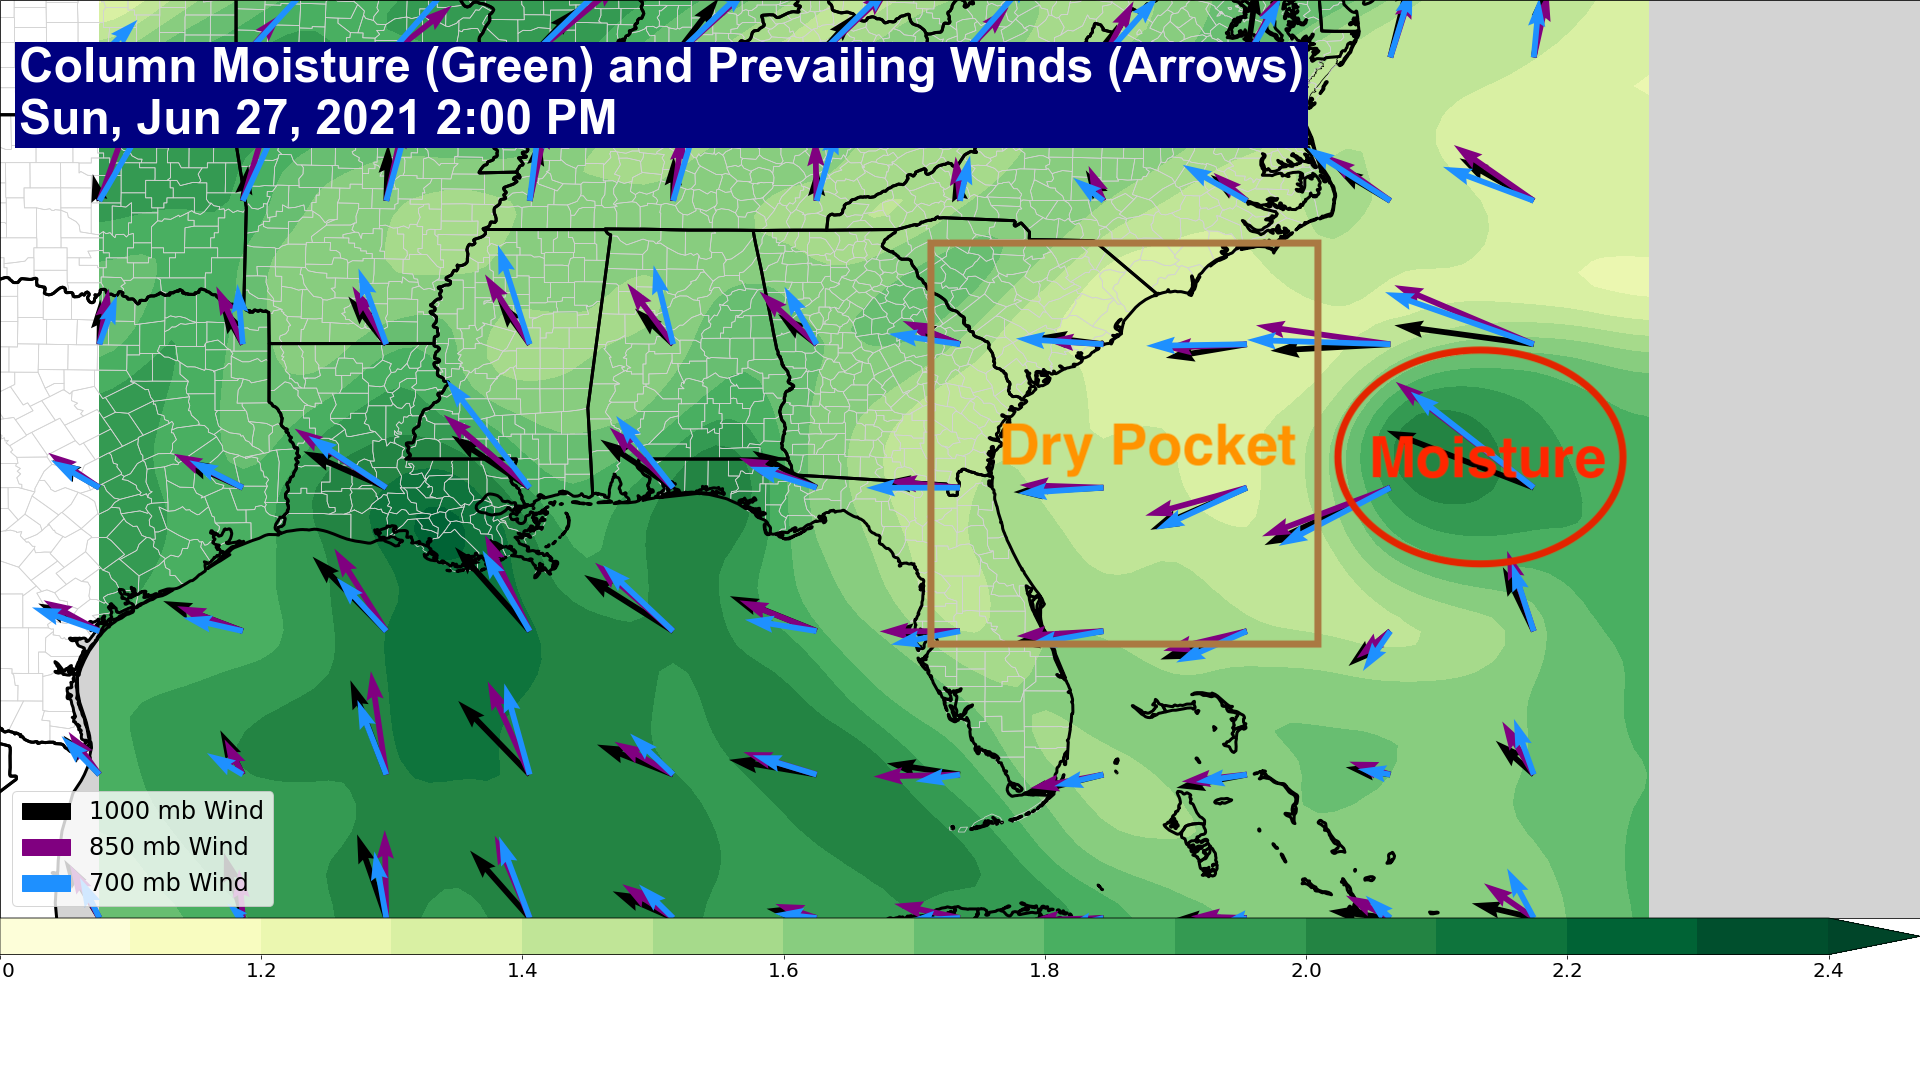 Column Moisture (Green) and Prevailing Winds (Arrows)
Sun, Jun 27, 2021 2:00 PM
Dry Pocket
Moisture
1000 mb Wind
850 mb Wind
700 mb Wind
0 1.2 1.4 1.6 1.8 2.0 2.2 2.4